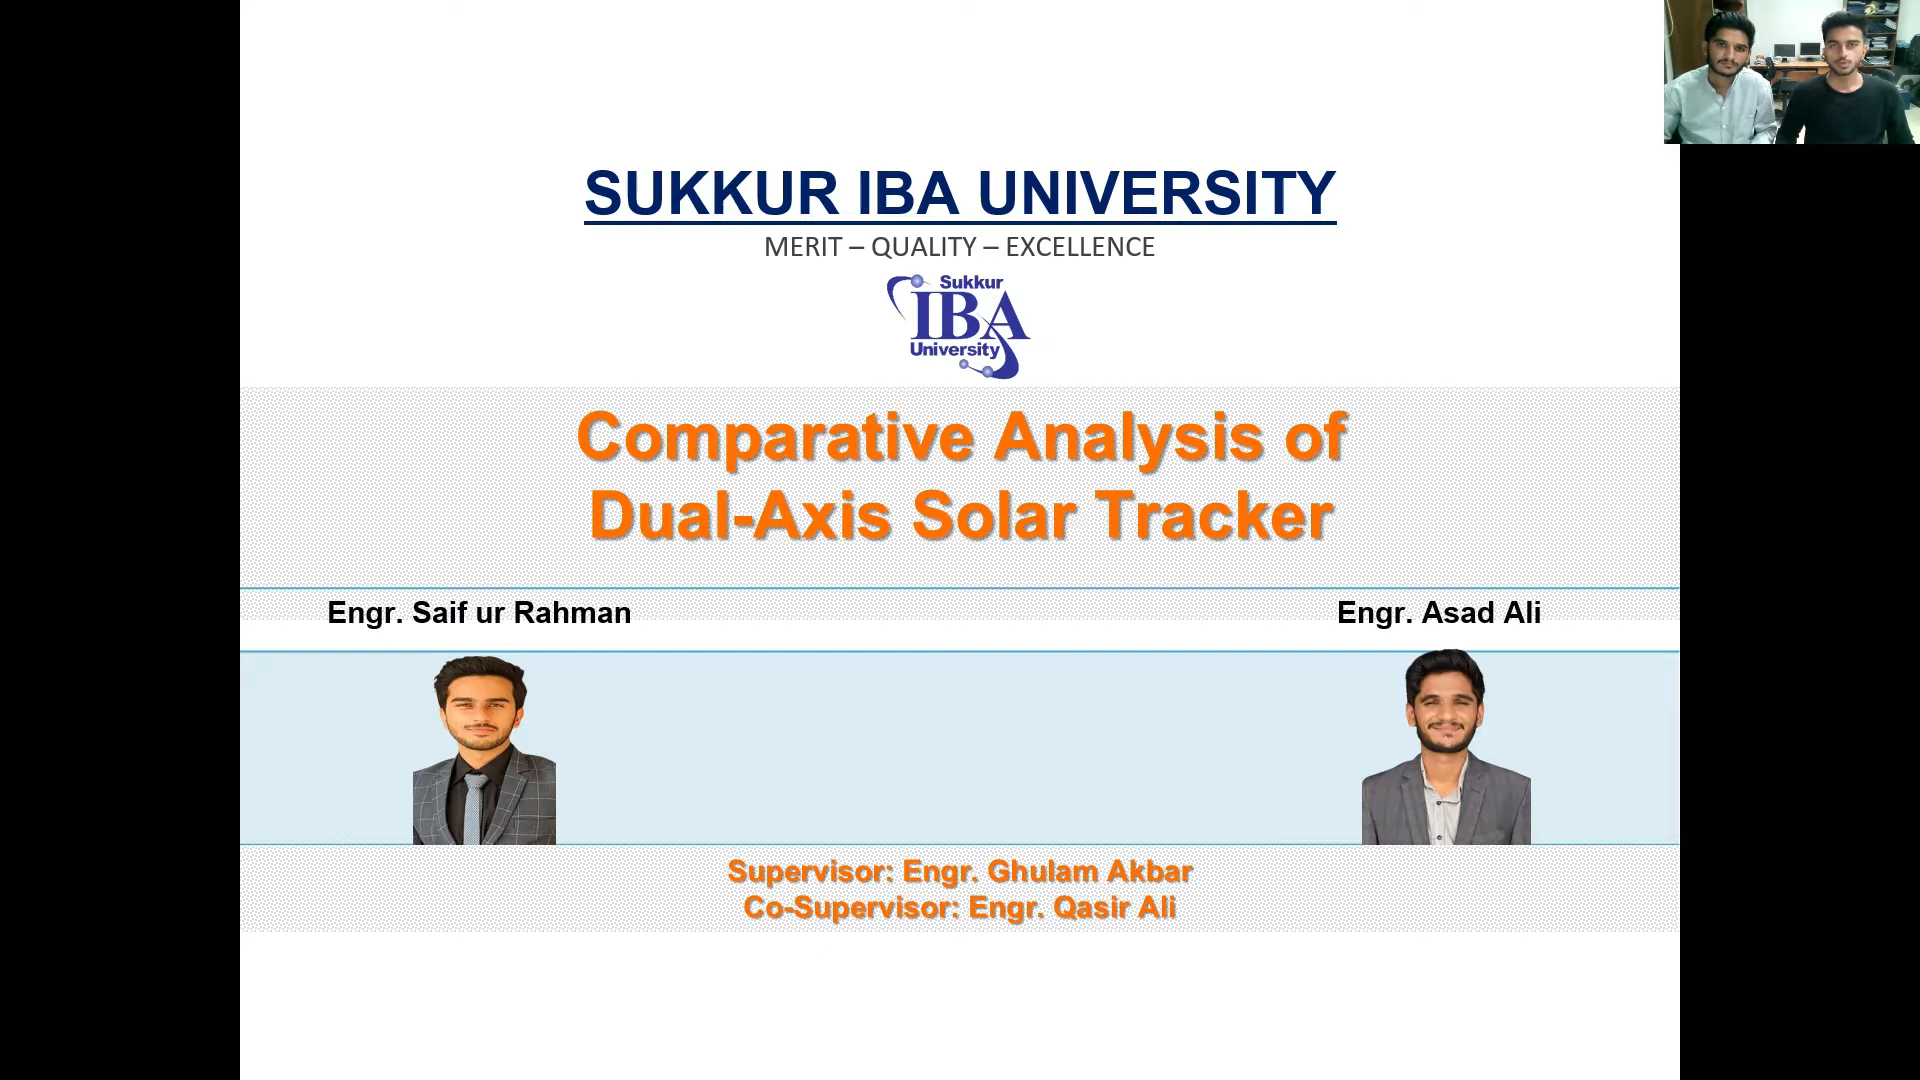 SUKKUR IBA UNIVERSITY
MERIT – QUALITY – EXCELLENCE
Sukkur
IBA
University
Comparative Analysis of
Dual-Axis Solar Tracker
Engr. Saif ur Rahman
Engr. Asad Ali
Supervisor: Engr. Ghulam Akbar
Co-Supervisor: Engr. Qasir Ali